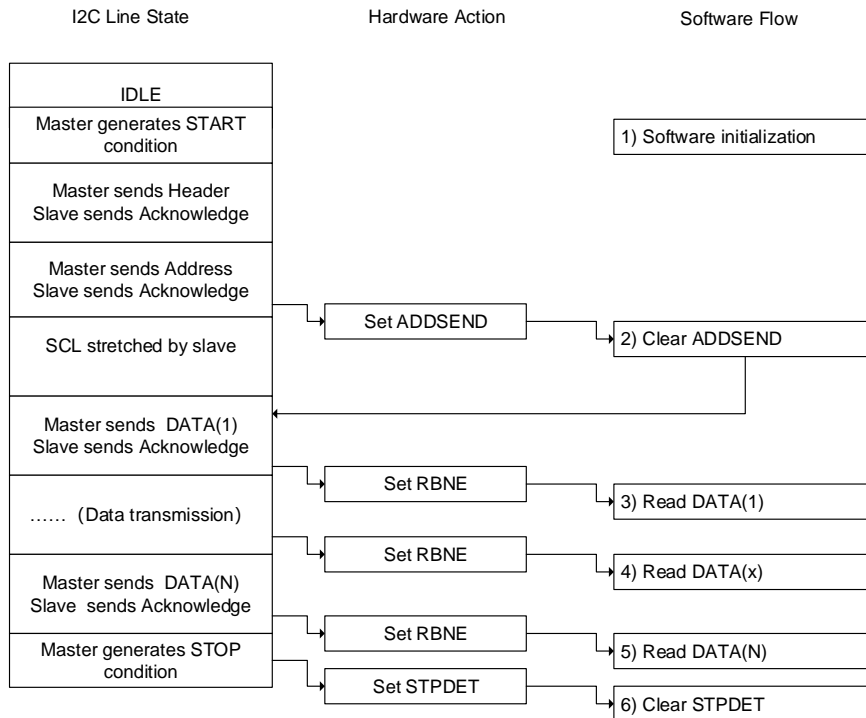 I2C Line State
Hardware Action
Software Flow
IDLE
Master generates START
condition
1) Software initialization
Master sends Header
Slave sends Acknowledge
Master sends Address
Slave sends Acknowledge
Set ADDSEND
2) Clear ADDSEND
SCL stretched by slave
Master sends DATA(1)
Slave sends Acknowledge
Set RBNE
3) Read DATA(1)
…… (Data transmission)
Set RBNE
4) Read DATA(x)
Master sends DATA(N)
Slave sends Acknowledge
Set RBNE
5) Read DATA(N)
Master generates STOP
condition
Set STPDET
6) Clear STPDET